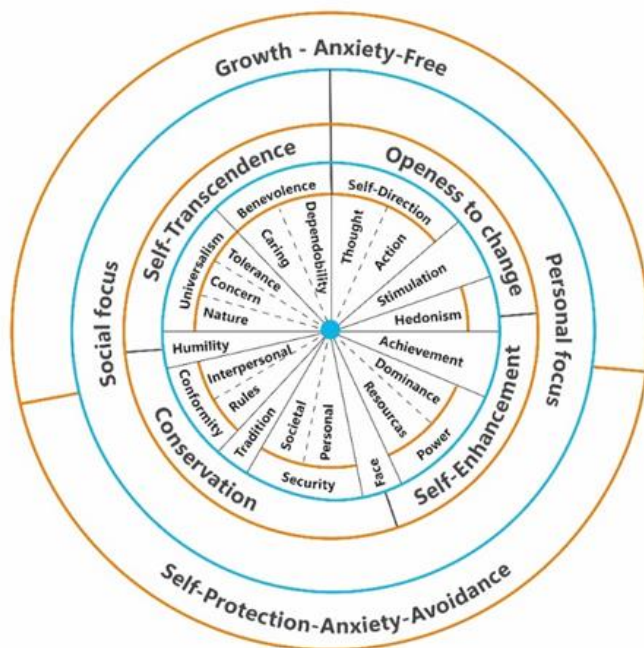 Growth - Anxiety-Free
Self-Transcendence
Openess to change
Social focus
Personal focus
Conservation
Self-Enhancement
Self-Protection-Anxiety-Avoidance
Benevolence
Caring
Dependobility
Self-Direction
Thought
Action
Stimulation
Hedonism
Achievement
Dominance
Resourcas
Power
Face
Security
Personal
Societal
Tradition
Conformity
Rules
Interpersonal.
Humility
Universalism
Nature
Concern
Tolerance